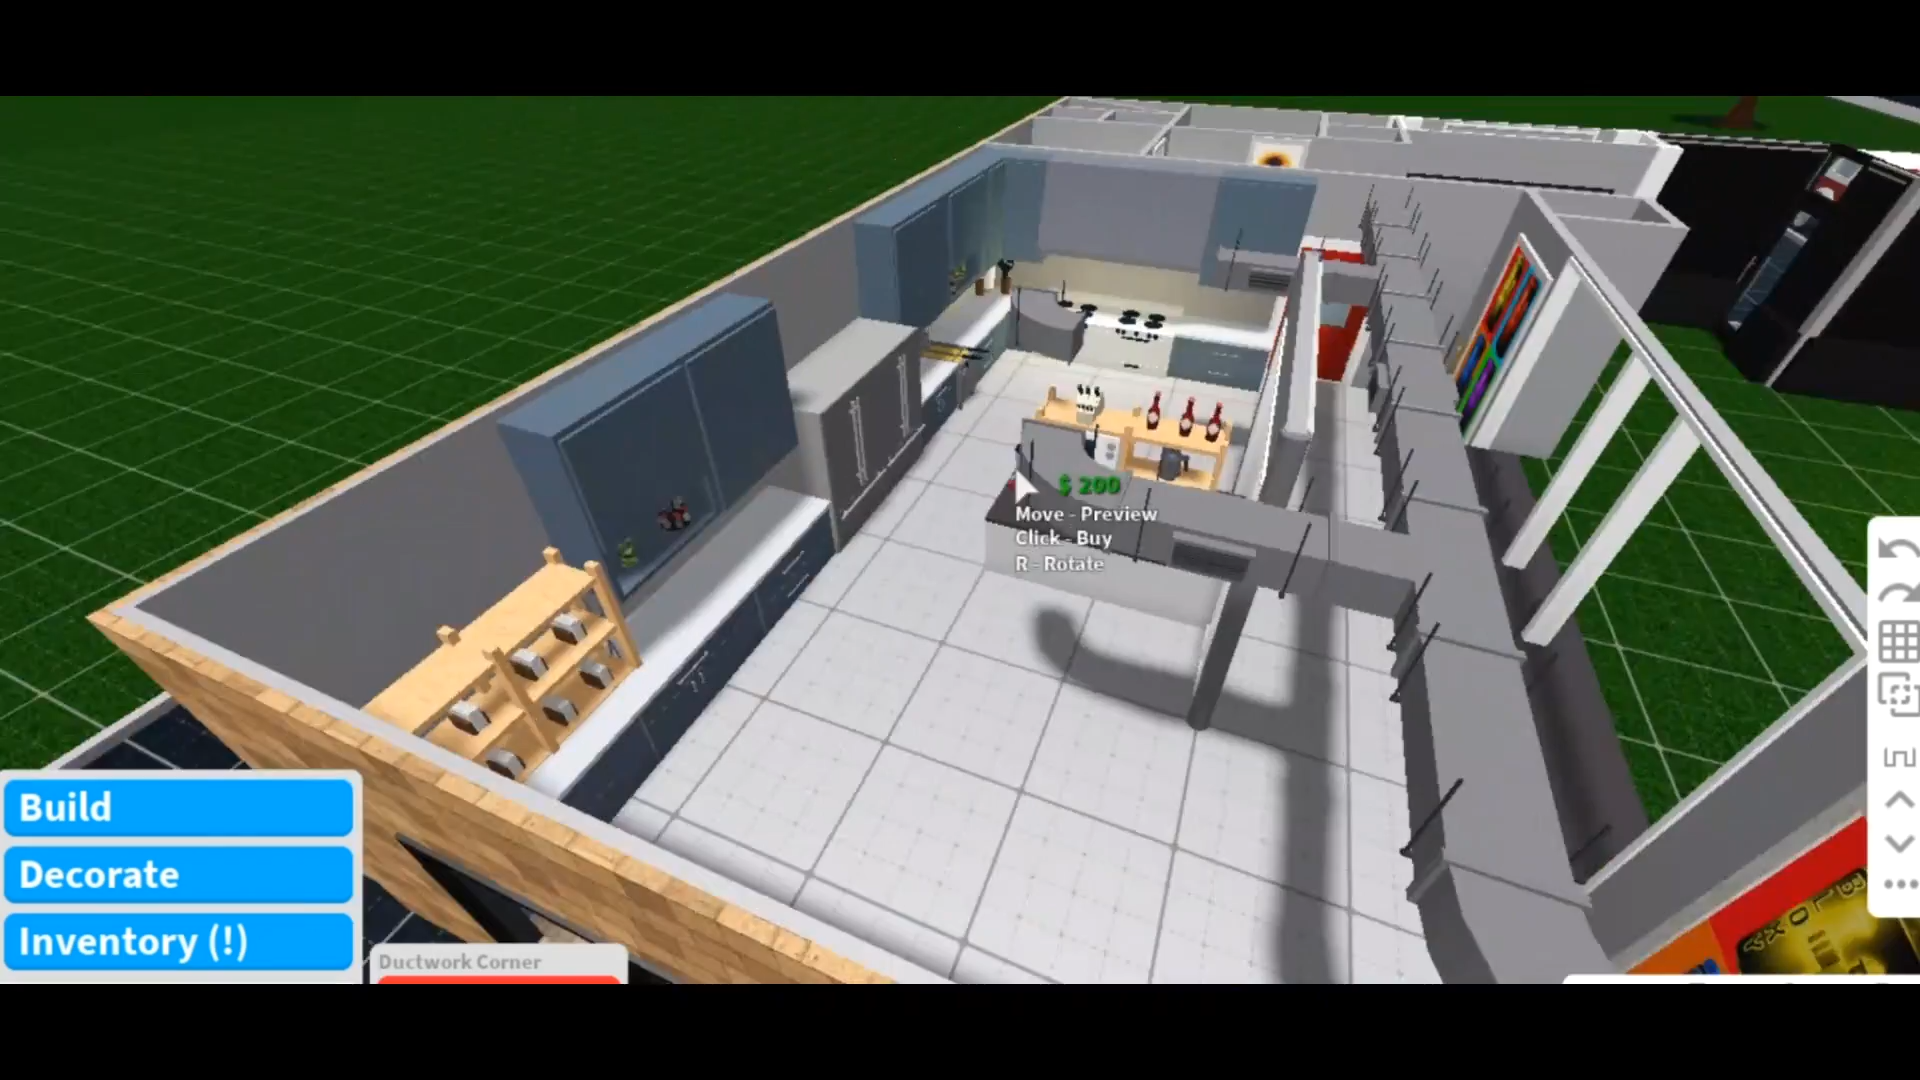 $ 200
Move - Preview
Click - Buy
R - Rotate
Build
Decorate
Inventory (!)
Ductwork Corner